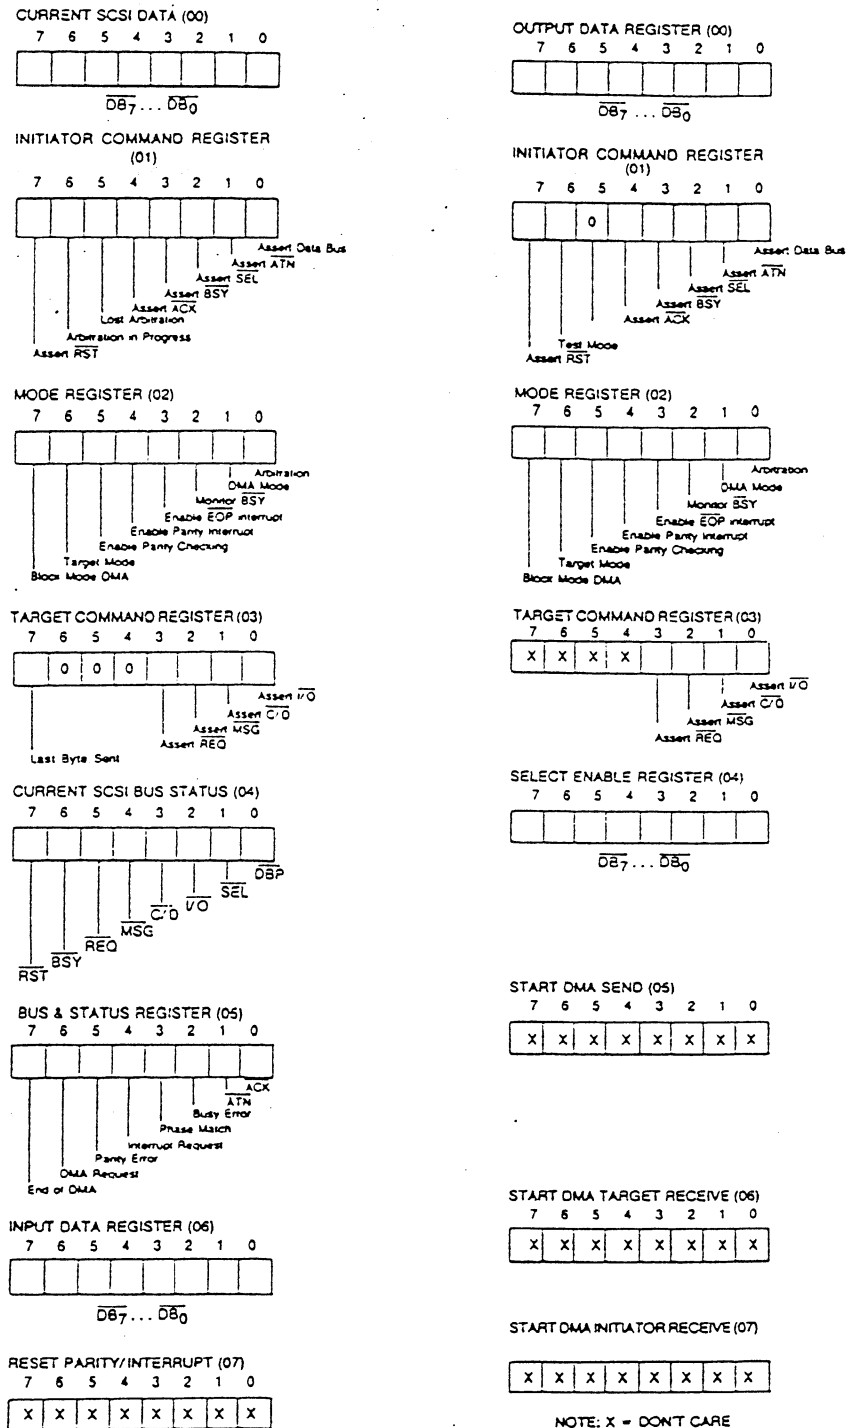 CURRENT SCSI DATA (00)
7 6 5 4 3 2 1 0
DB7 ... DB0
INITIATOR COMMAND REGISTER
(01)
7 6 5 4 3 2 1 0
Assert Data Bus
Assert ATN
Assert SEL
Assert BSY
Assert ACK
Lost Arbitration
Arbitration in Progress
Assert RST
MODE REGISTER (02)
7 6 5 4 3 2 1 0
Arbitration
DMA Mode
Monitor BSY
Enable EOP interrupt
Enable Parity Interrupt
Enable Parity Checking
Target Mode
Block Mode DMA
TARGET COMMAND REGISTER (03)
7 6 5 4 3 2 1 0
0 0 0
Assert I/O
Assert C/D
Assert MSG
Assert REQ
Last Byte Sent
CURRENT SCSI BUS STATUS (04)
7 6 5 4 3 2 1 0
DBP
SEL
I/O
C/D
MSG
REQ
BSY
RST
BUS & STATUS REGISTER (05)
7 6 5 4 3 2 1 0
ACK
ATN
Busy Error
Phase Match
Interrupt Request
Parity Error
DMA Request
End of DMA
INPUT DATA REGISTER (06)
7 6 5 4 3 2 1 0
DB7 ... DB0
RESET PARITY/INTERRUPT (07)
7 6 5 4 3 2 1 0
X X X X X X X X
OUTPUT DATA REGISTER (00)
7 6 5 4 3 2 1 0
DB7 ... DB0
INITIATOR COMMAND REGISTER
(01)
7 6 5 4 3 2 1 0
0
Assert Data Bus
Assert ATN
Assert SEL
Assert BSY
Assert ACK
Test Mode
Assert RST
MODE REGISTER (02)
7 6 5 4 3 2 1 0
Arbitration
DMA Mode
Monitor BSY
Enable EOP interrupt
Enable Parity Interrupt
Enable Parity Checking
Target Mode
Block Mode DMA
TARGET COMMAND REGISTER (03)
7 6 5 4 3 2 1 0
X X X X
Assert I/O
Assert C/D
Assert MSG
Assert REQ
SELECT ENABLE REGISTER (04)
7 6 5 4 3 2 1 0
DB7 ... DB0
START DMA SEND (05)
7 6 5 4 3 2 1 0
X X X X X X X X
START DMA TARGET RECEIVE (06)
7 6 5 4 3 2 1 0
X X X X X X X X
START DMA INITIATOR RECEIVE (07)
X X X X X X X X
NOTE: X = DON'T CARE